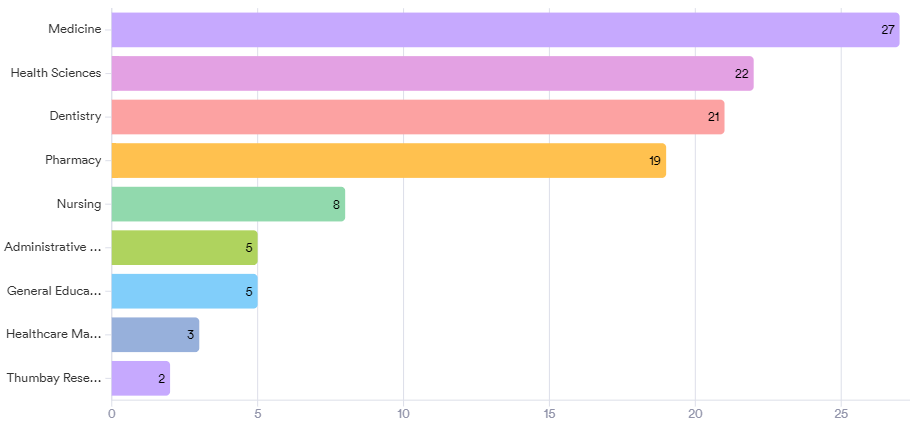 Medicine 27
Health Sciences 22
Dentistry 21
Pharmacy 19
Nursing 8
Administrative ... 5
General Educa... 5
Healthcare Ma... 3
Thumbay Rese... 2
0 5 10 15 20 25